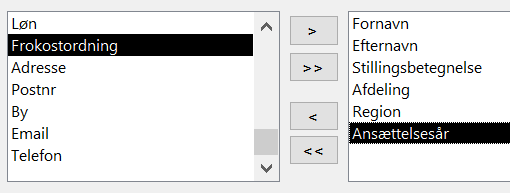 Løn
Frokostordning
Adresse
Postnr
By
Email
Telefon
>
>>
<
<<
Fornavn
Efternavn
Stillingsbetegnelse
Afdeling
Region
Ansættelsesår